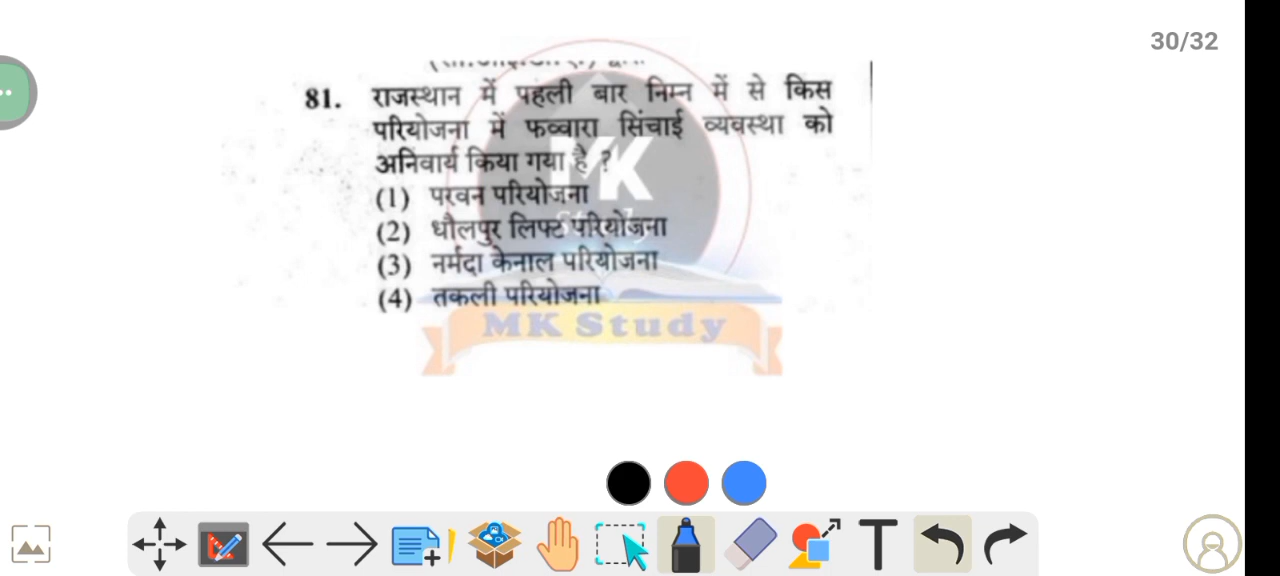 30/32
81. राजस्थान में पहली बार निम्न में से किस
परियोजना में फव्वारा सिंचाई व्यवस्था को
अनिवार्य किया गया है ?
(1) परवन परियोजना
(2) धौलपुर लिफ्ट परियोजना
(3) नर्मदा केनाल परियोजना
(4) तकली परियोजना
MK
MK Study